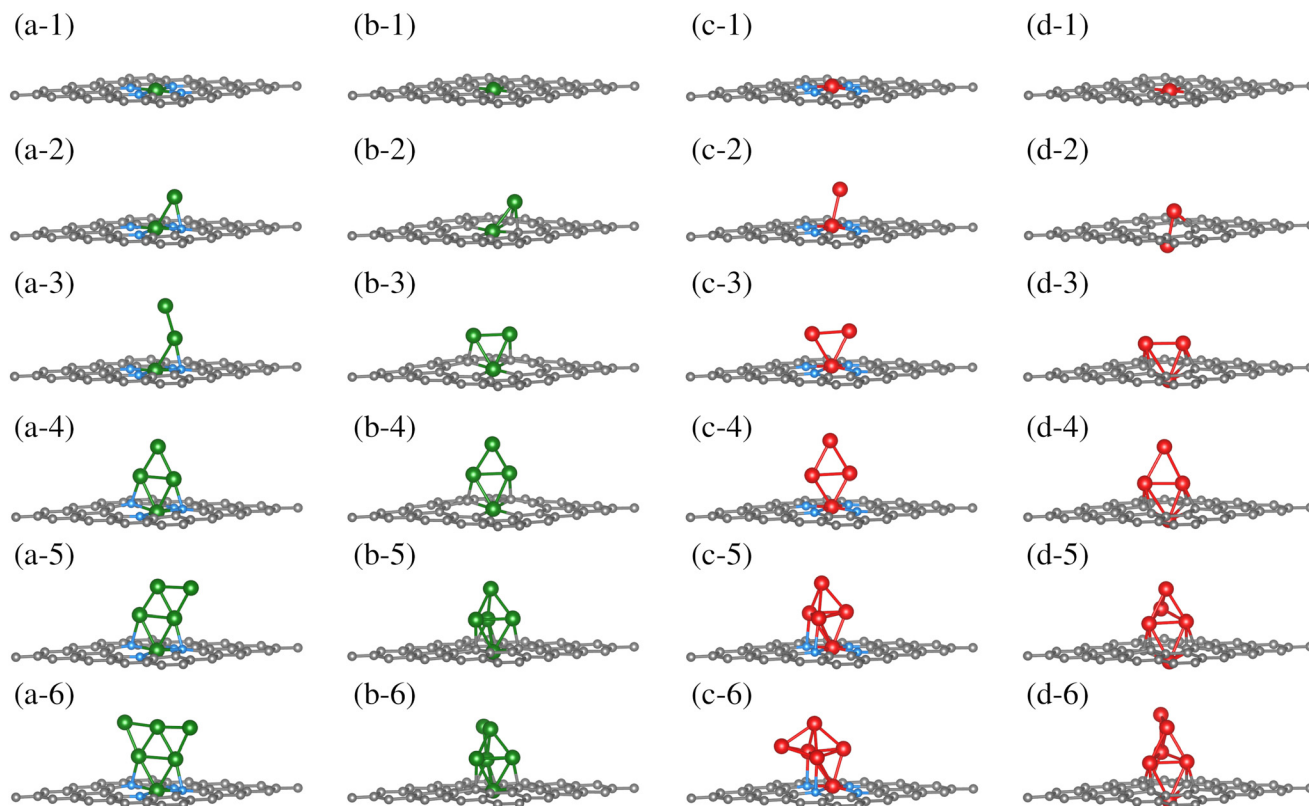 (a-1) (b-1) (c-1) (d-1)
(a-2) (b-2) (c-2) (d-2)
(a-3) (b-3) (c-3) (d-3)
(a-4) (b-4) (c-4) (d-4)
(a-5) (b-5) (c-5) (d-5)
(a-6) (b-6) (c-6) (d-6)